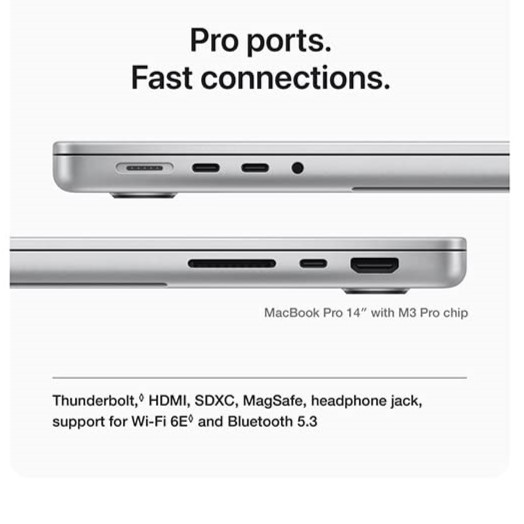 Pro ports.
Fast connections.
MacBook Pro 14″ with M3 Pro chip
Thunderbolt,◊ HDMI, SDXC, MagSafe, headphone jack,
support for Wi-Fi 6E◊ and Bluetooth 5.3